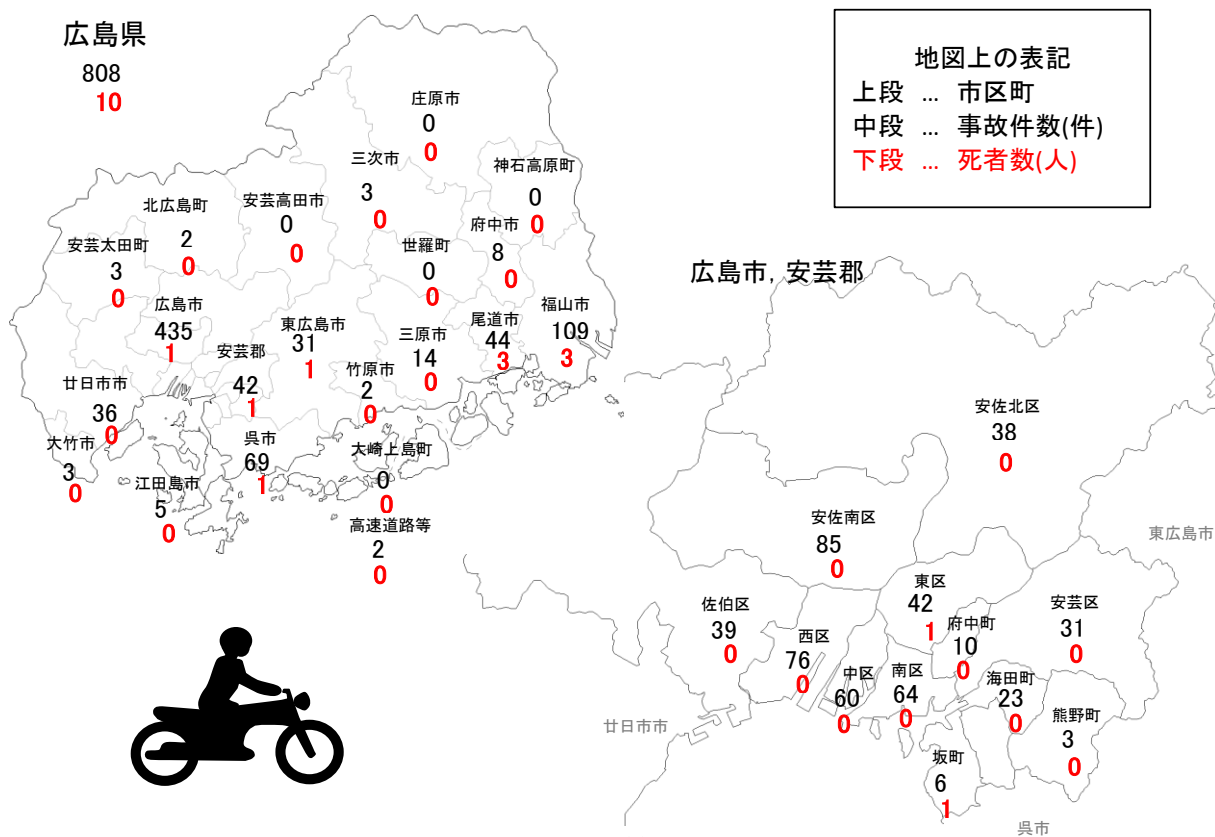 広島県
808
10
地図上の表記
上段 … 市区町
中段 … 事故件数(件)
下段 … 死者数(人)
庄原市
0
0
三次市
3
0
神石高原町
0
0
北広島町
2
0
安芸高田市
0
0
府中市
8
0
安芸太田町
3
0
世羅町
0
0
広島市
435
1
東広島市
31
1
三原市
14
0
尾道市
44
3
福山市
109
3
安芸郡
42
1
竹原市
2
0
廿日市市
36
0
呉市
69
1
大崎上島町
0
0
大竹市
3
0
江田島市
5
0
高速道路等
2
0
広島市, 安芸郡
安佐北区
38
0
安佐南区
85
0
東広島市
東区
42
1
佐伯区
39
0
安芸区
31
0
府中町
10
0
西区
76
0
中区
60
0
南区
64
0
海田町
23
0
熊野町
3
0
廿日市市
坂町
6
1
呉市